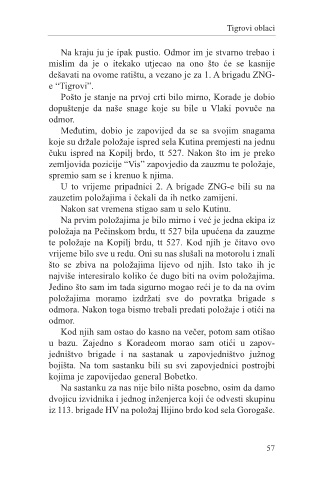 Tigrovi oblaci
Na kraju ju je ipak pustio. Odmor im je stvarno trebao i
mislim da je o itekako utjecao na ono što će se kasnije
dešavati na ovome ratištu, a vezano je za 1. A brigadu ZNG-
e “Tigrovi”.
Pošto je stanje na prvoj crti bilo mirno, Korade je dobio
dopuštenje da naše snage koje su bile u Vlaki povuče na
odmor.
Međutim, dobio je zapovijed da se sa svojim snagama
koje su držale položaje ispred sela Kutina premjesti na jednu
čuku ispred na Kopilj brdo, tt 527. Nakon što im je preko
zemljovida pozicije “Vis” zapovjedio da zauzmu te položaje,
spremio sam se i krenuo k njima.
U to vrijeme pripadnici 2. A brigade ZNG-e bili su na
zauzetim položajima i čekali da ih netko zamijeni.
Nakon sat vremena stigao sam u selo Kutinu.
Na prvim položajima je bilo mirno i već je jedna ekipa iz
položaja na Pećinskom brdu, tt 527 bila upućena da zauzme
te položaje na Kopilj brdu, tt 527. Kod njih je čitavo ovo
vrijeme bilo sve u redu. Oni su nas slušali na motorolu i znali
što se zbiva na položajima lijevo od njih. Isto tako ih je
najviše interesiralo koliko će dugo biti na ovim položajima.
Jedino što sam im tada sigurno mogao reći je to da na ovim
položajima moramo izdržati sve do povratka brigade s
odmora. Nakon toga bismo trebali predati položaje i otići na
odmor.
Kod njih sam ostao do kasno na večer, potom sam otišao
u bazu. Zajedno s Koradeom morao sam otići u zapov-
jedništvo brigade i na sastanak u zapovjedništvo južnog
bojišta. Na tom sastanku bili su svi zapovjednici postrojbi
kojima je zapovijedao general Bobetko.
Na sastanku za nas nije bilo ništa posebno, osim da damo
dvojicu izvidnika i jednog inženjerca koji će odvesti skupinu
iz 113. brigade HV na položaj Ilijino brdo kod sela Gorogaše.
57